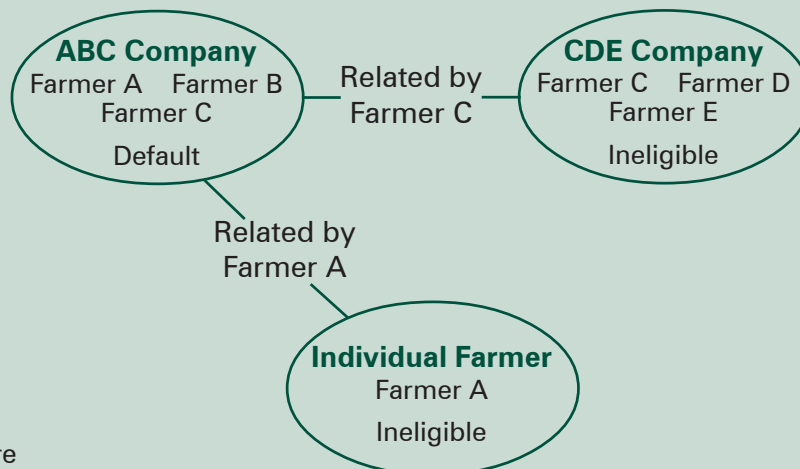 ABC Company
Farmer A Farmer B
Farmer C
Default
Related by
Farmer C
CDE Company
Farmer C Farmer D
Farmer E
Ineligible
Related by
Farmer A
Individual Farmer
Farmer A
Ineligible
re